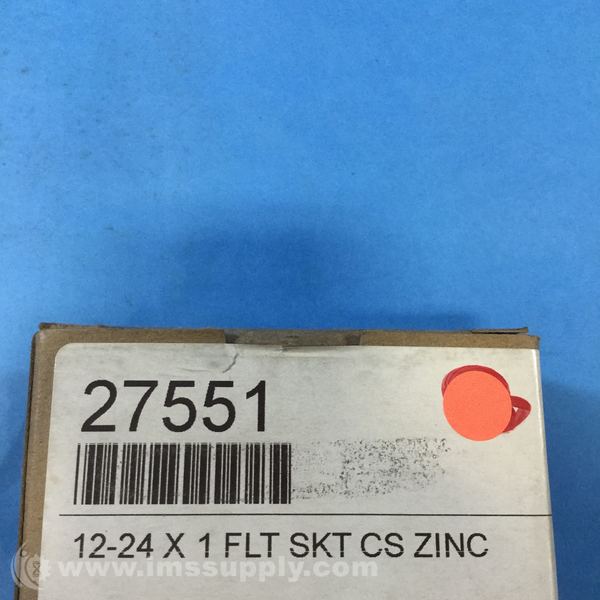 27551
12-24 X 1 FLT SKT CS ZINC
© www.imssupply.com